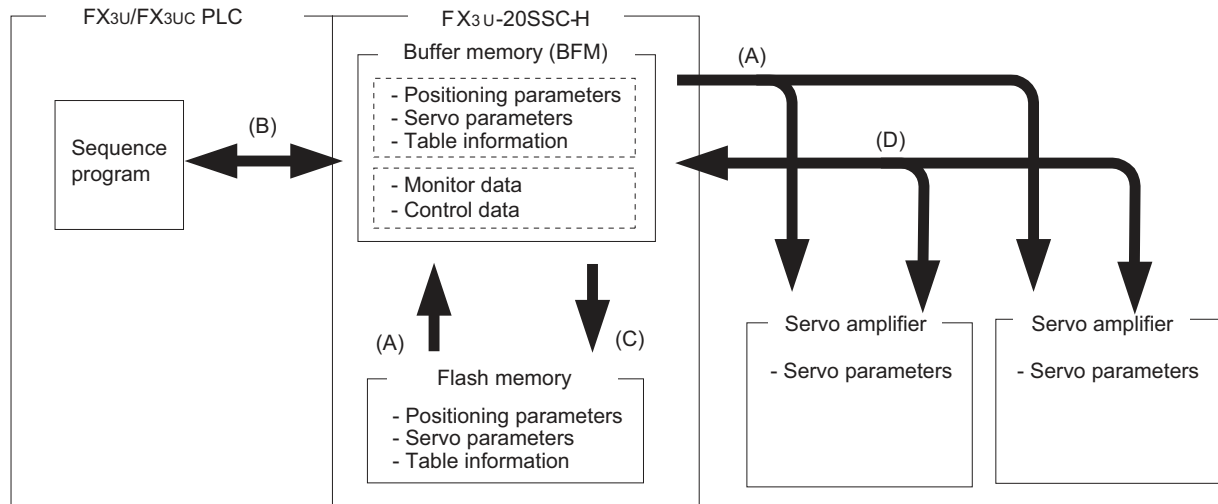 FX3U/FX3UC PLC
FX3U-20SSC-H
Buffer memory (BFM)
- Positioning parameters
- Servo parameters
- Table information
- Monitor data
- Control data
Sequence
program
(B)
(A)
(D)
(A)
(C)
Flash memory
- Positioning parameters
- Servo parameters
- Table information
Servo amplifier
- Servo parameters
Servo amplifier
- Servo parameters